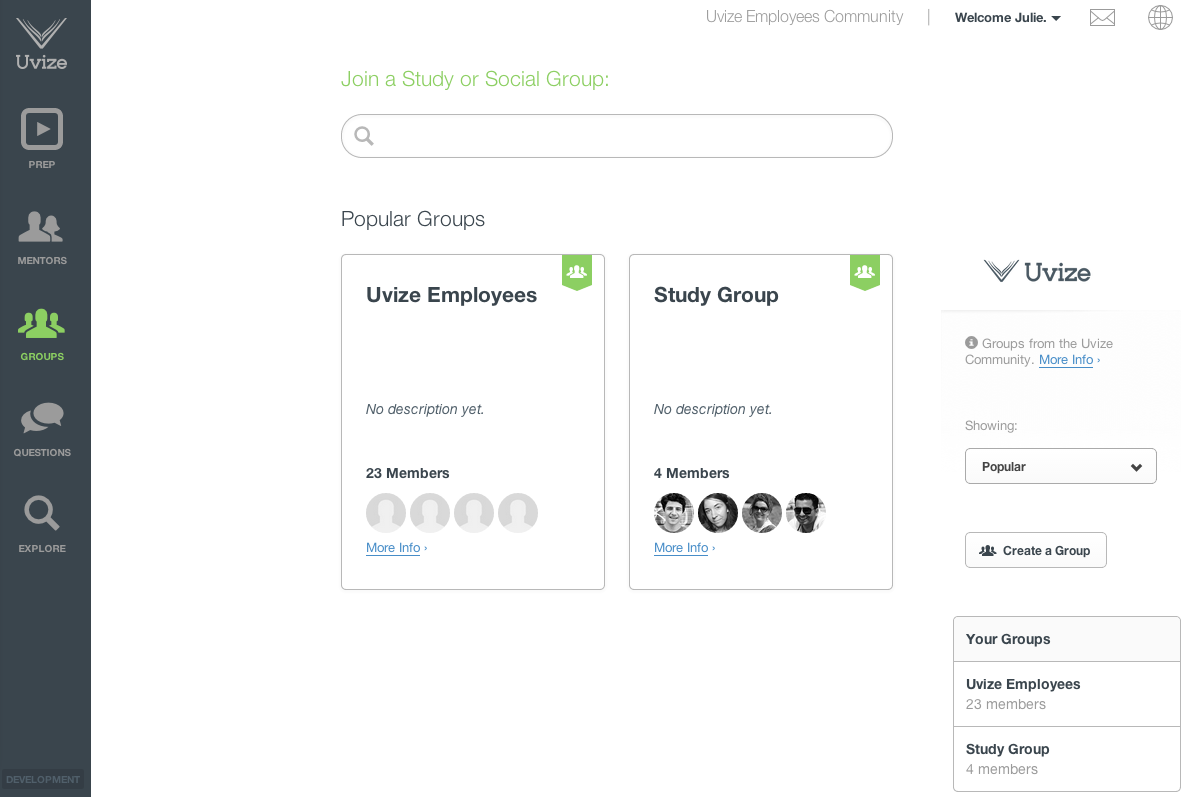 Uvize
PREP
MENTORS
GROUPS
QUESTIONS
EXPLORE
DEVELOPMENT
Uvize Employees Community | Welcome Julie.
Join a Study or Social Group:
Popular Groups
Uvize Employees
No description yet.
23 Members
More Info ›
Study Group
No description yet.
4 Members
More Info ›
Uvize
Groups from the Uvize
Community. More Info ›
Showing:
Popular
Create a Group
Your Groups
Uvize Employees
23 members
Study Group
4 members